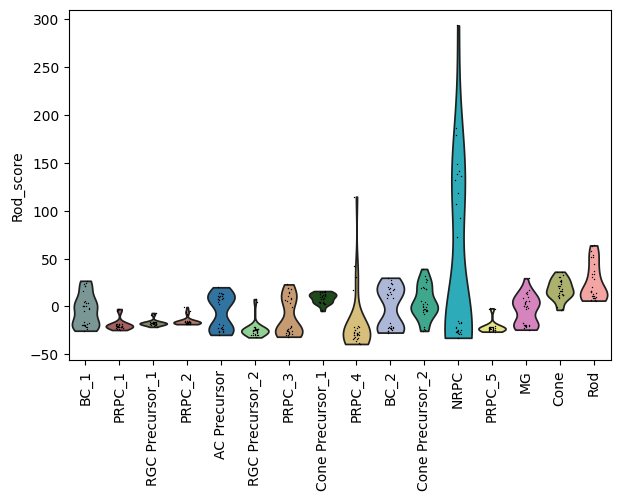 300
250
200
150
100
50
0
−50
Rod_score
BC_1
PRPC_1
RGC Precursor_1
PRPC_2
AC Precursor
RGC Precursor_2
PRPC_3
Cone Precursor_1
PRPC_4
BC_2
Cone Precursor_2
NRPC
PRPC_5
MG
Cone
Rod